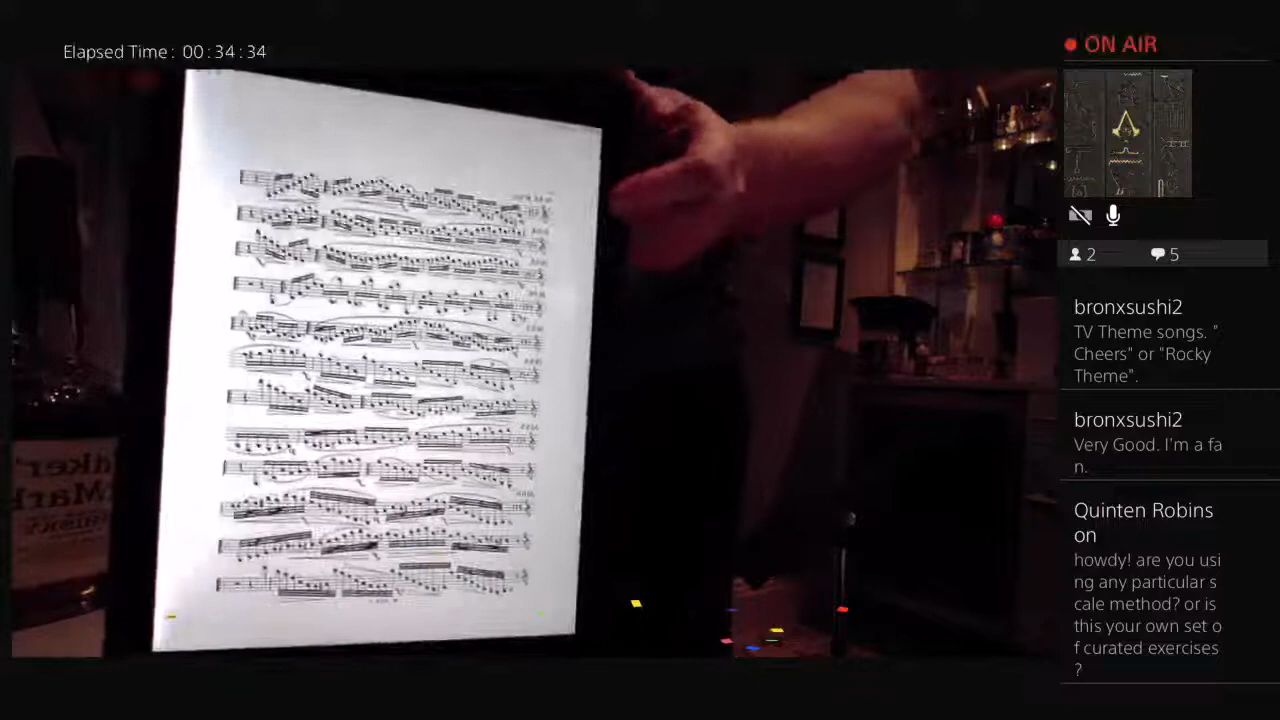 Elapsed Time: 00:34:34
ON AIR
2
5
bronxsushi2
TV Theme songs. "
Cheers" or "Rocky
Theme".
bronxsushi2
Very Good. I'm a fa
n.
Quinten Robins
on
howdy! are you usi
ng any particular s
cale method? or is
this your own set o
f curated exercises
?